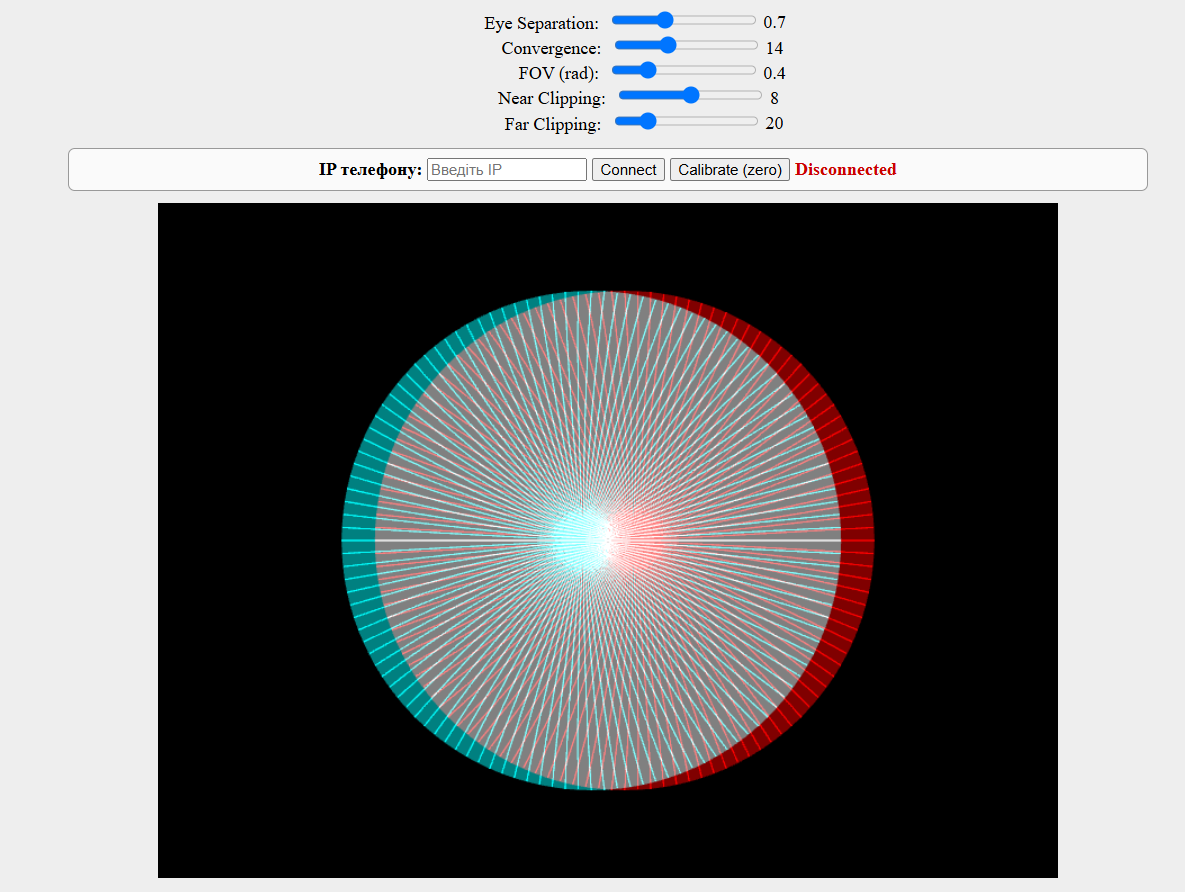 Eye Separation: 0.7
Convergence: 14
FOV (rad): 0.4
Near Clipping: 8
Far Clipping: 20
IP телефону: Введіть IP Connect Calibrate (zero) Disconnected